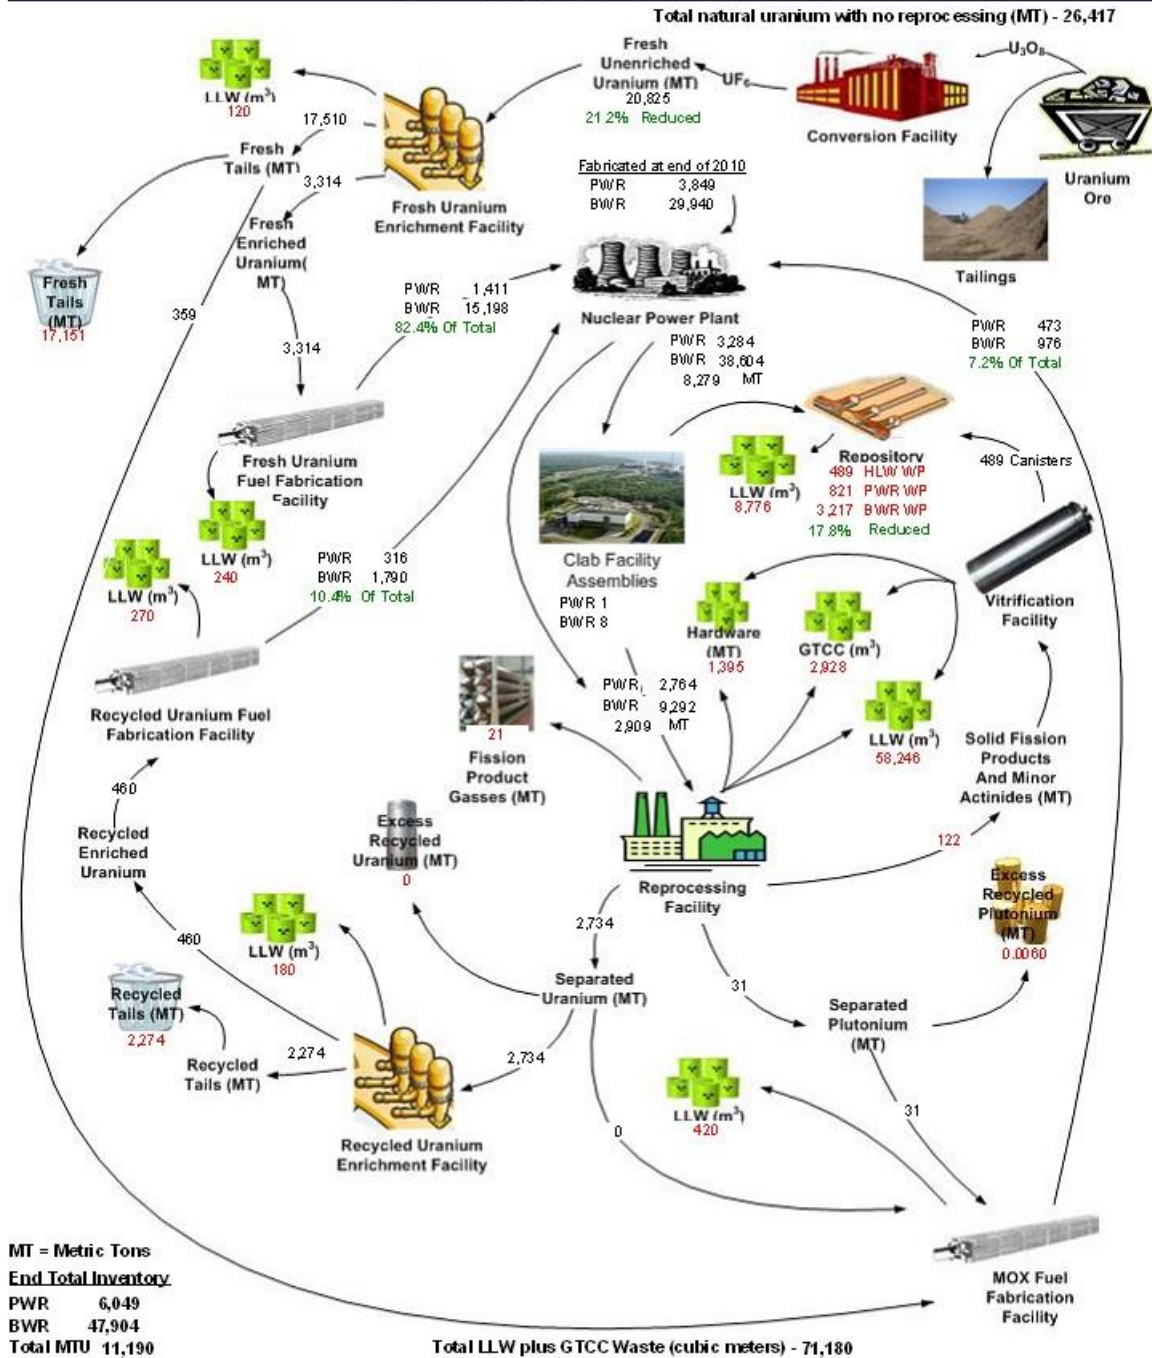 Total natural uranium with no reprocessing (MT) - 26,417
LLW (m³)
120
Fresh
Unenriched
Uranium (MT)
20,825
21.2% Reduced
UF₆
U₃O₈
Conversion Facility
Uranium
Ore
Tailings
17,510
Fresh
Tails (MT)
3,314
Fresh Uranium
Enrichment Facility
Fabricated at end of 2010
PWR 3,849
BWR 29,940
Fresh
Enriched
Uranium(
MT)
Fresh
Tails
(MT)
17,151
359
3,314
PWR 1,411
BWR 15,198
82.4% Of Total
Nuclear Power Plant
PWR 3,284
BWR 38,604
8,279 MT
PWR 473
BWR 976
7.2% Of Total
Fresh Uranium
Fuel Fabrication
Facility
LLW (m³)
240
LLW (m³)
270
PWR 316
BWR 1,790
10.4% Of Total
Clab Facility
Assemblies
PWR 1
BWR 8
LLW (m³)
8,776
Repository
489 HLW WP
821 PWR WP
3,217 BWR WP
17.8% Reduced
489 Canisters
Vitrification
Facility
Hardware
(MT)
1,395
GTCC (m³)
2,928
LLW (m³)
58,246
Recycled Uranium Fuel
Fabrication Facility
PWR 2,764
BWR 9,292
2,909 MT
21
Fission
Product
Gasses (MT)
Solid Fission
Products
And Minor
Actinides (MT)
460
Recycled
Enriched
Uranium
Excess
Recycled
Uranium (MT)
0
Reprocessing
Facility
122
Excess
Recycled
Plutonium
(MT)
0.0060
460
LLW (m³)
180
2,734
Separated
Uranium (MT)
31
Separated
Plutonium
(MT)
Recycled
Tails (MT)
2,274
Recycled
Tails (MT)
2,274
2,734
Recycled Uranium
Enrichment Facility
0
LLW (m³)
420
31
MOX Fuel
Fabrication
Facility
MT = Metric Tons
End Total Inventory
PWR 6,049
BWR 47,904
Total MTU 11,190
Total LLW plus GTCC Waste (cubic meters) - 71,180